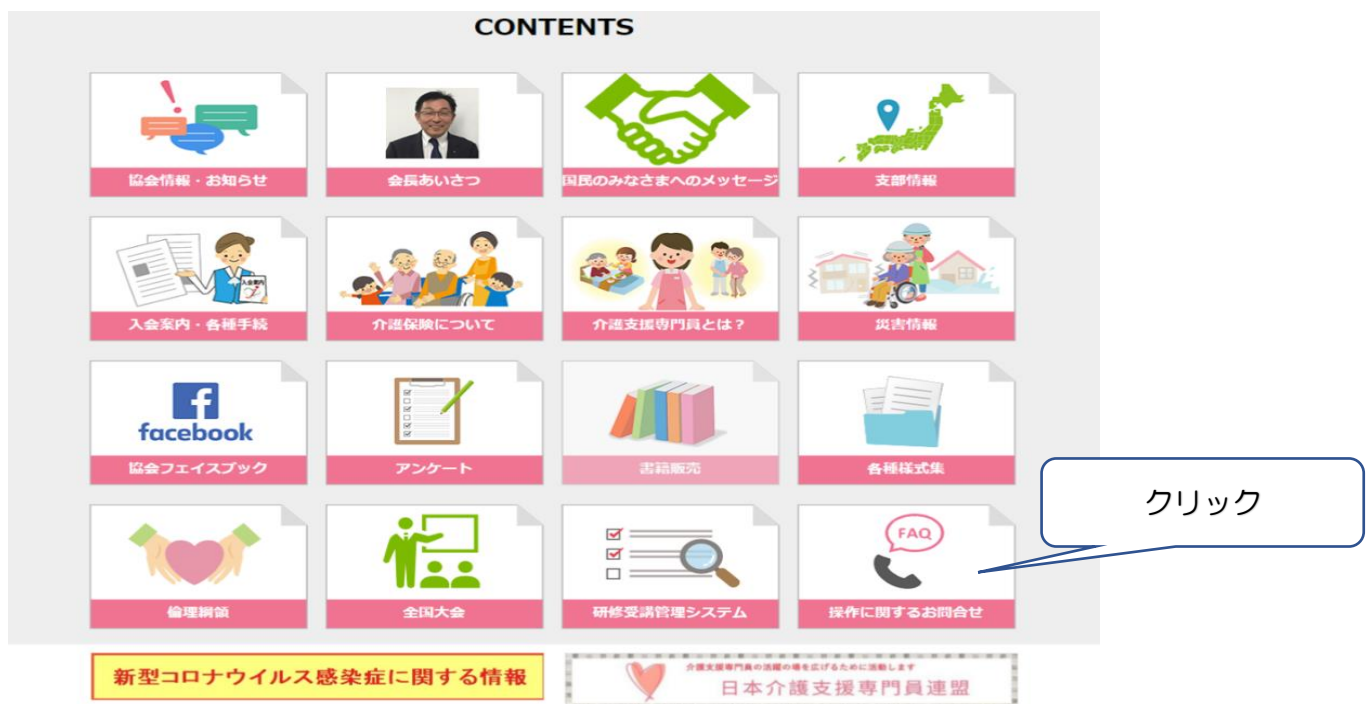 CONTENTS
協会情報・お知らせ
会長あいさつ
国民のみなさまへのメッセージ
支部情報
入会案内
入会案内・各種手続
介護保険について
介護支援専門員とは？
災害情報
facebook
協会フェイスブック
アンケート
書籍販売
各種様式集
クリック
FAQ
倫理綱領
全国大会
研修受講管理システム
操作に関するお問合せ
新型コロナウイルス感染症に関する情報
介護支援専門員の活躍の場を広げるために活動します
日本介護支援専門員連盟